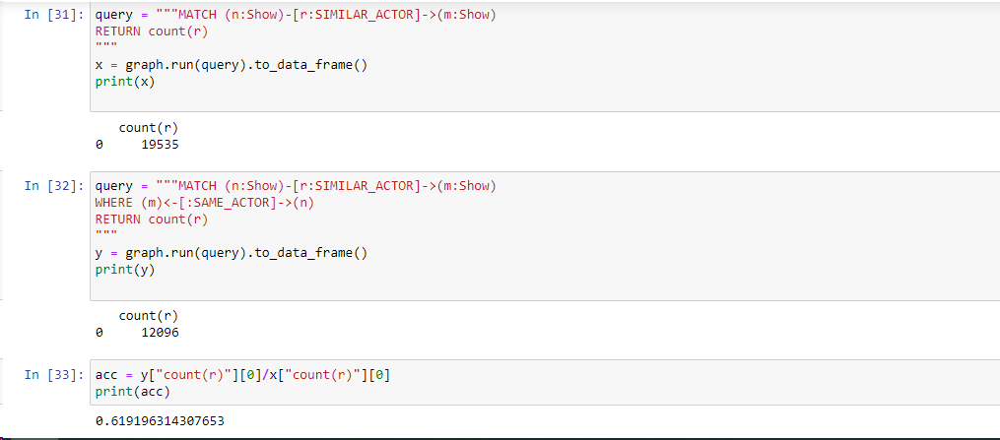 In [31]: query = """MATCH (n:Show)-[r:SIMILAR_ACTOR]->(m:Show)
RETURN count(r)
"""
x = graph.run(query).to_data_frame()
print(x)
count(r)
0 19535
In [32]: query = """MATCH (n:Show)-[r:SIMILAR_ACTOR]->(m:Show)
WHERE (m)<-[:SAME_ACTOR]->(n)
RETURN count(r)
"""
y = graph.run(query).to_data_frame()
print(y)
count(r)
0 12096
In [33]: acc = y["count(r)"][0]/x["count(r)"][0]
print(acc)
0.619196314307653